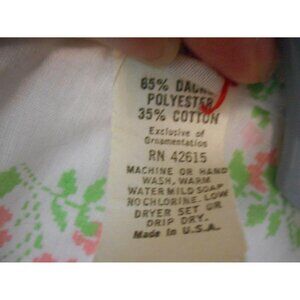 65% DACRON
POLYESTER
35% COTTON
Exclusive of
Ornamentation
RN 42615
MACHINE OR HAND
WASH, WARM
WATER MILD SOAP
NO CHLORINE. LOW
DRYER SET OR
DRIP DRY.
Made in U.S.A.